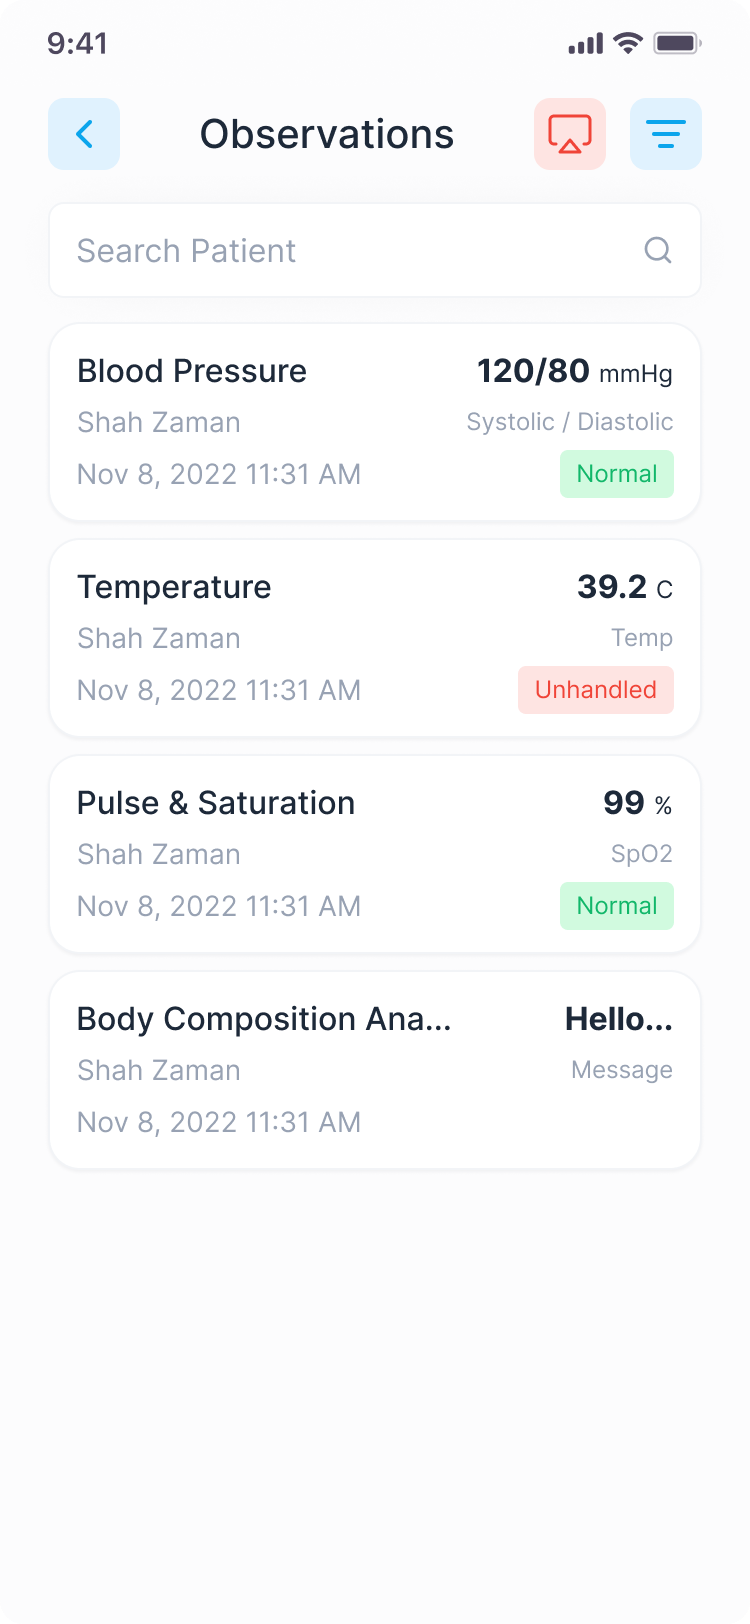 9:41
Observations
Search Patient
Blood Pressure 120/80 mmHg
Shah Zaman Systolic / Diastolic
Nov 8, 2022 11:31 AM Normal
Temperature 39.2 C
Shah Zaman Temp
Nov 8, 2022 11:31 AM Unhandled
Pulse & Saturation 99 %
Shah Zaman SpO2
Nov 8, 2022 11:31 AM Normal
Body Composition Ana... Hello...
Shah Zaman Message
Nov 8, 2022 11:31 AM